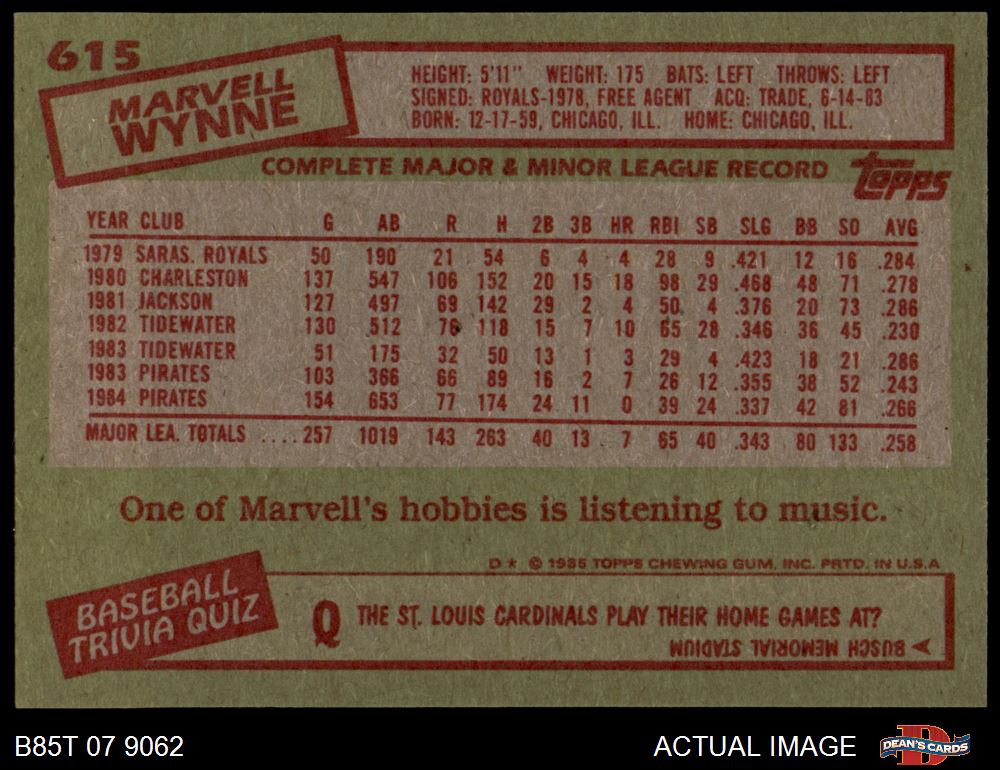 615
MARVELL
WYNNE
HEIGHT: 5'11" WEIGHT: 175 BATS: LEFT THROWS: LEFT
SIGNED: ROYALS-1978, FREE AGENT ACQ: TRADE, 6-14-83
BORN: 12-17-59, CHICAGO, ILL. HOME: CHICAGO, ILL.
COMPLETE MAJOR & MINOR LEAGUE RECORD
topps
YEAR CLUB G AB R H 2B 3B HR RBI SB SLG BB SO AVG
1979 SARAS. ROYALS 50 190 21 54 6 4 4 28 9 .421 12 16 .284
1980 CHARLESTON 137 547 106 152 20 15 18 98 29 .468 48 71 .278
1981 JACKSON 127 497 69 142 29 2 4 50 4 .376 20 73 .286
1982 TIDEWATER 130 512 76 118 15 7 10 65 28 .346 36 45 .230
1983 TIDEWATER 51 175 32 50 13 1 3 29 4 .423 18 21 .286
1983 PIRATES 103 366 66 89 16 2 7 26 12 .355 38 52 .243
1984 PIRATES 154 653 77 174 24 11 0 39 24 .337 42 81 .266
MAJOR LEA. TOTALS .... 257 1019 143 263 40 13 7 65 40 .343 80 133 .258
One of Marvell's hobbies is listening to music.
D★ © 1985 TOPPS CHEWING GUM, INC. PRTD. IN U.S.A
BASEBALL
TRIVIA QUIZ
Q THE ST. LOUIS CARDINALS PLAY THEIR HOME GAMES AT?
BUSCH MEMORIAL STADIUM
B85T 07 9062
ACTUAL IMAGE
D
DEAN'S CARDS